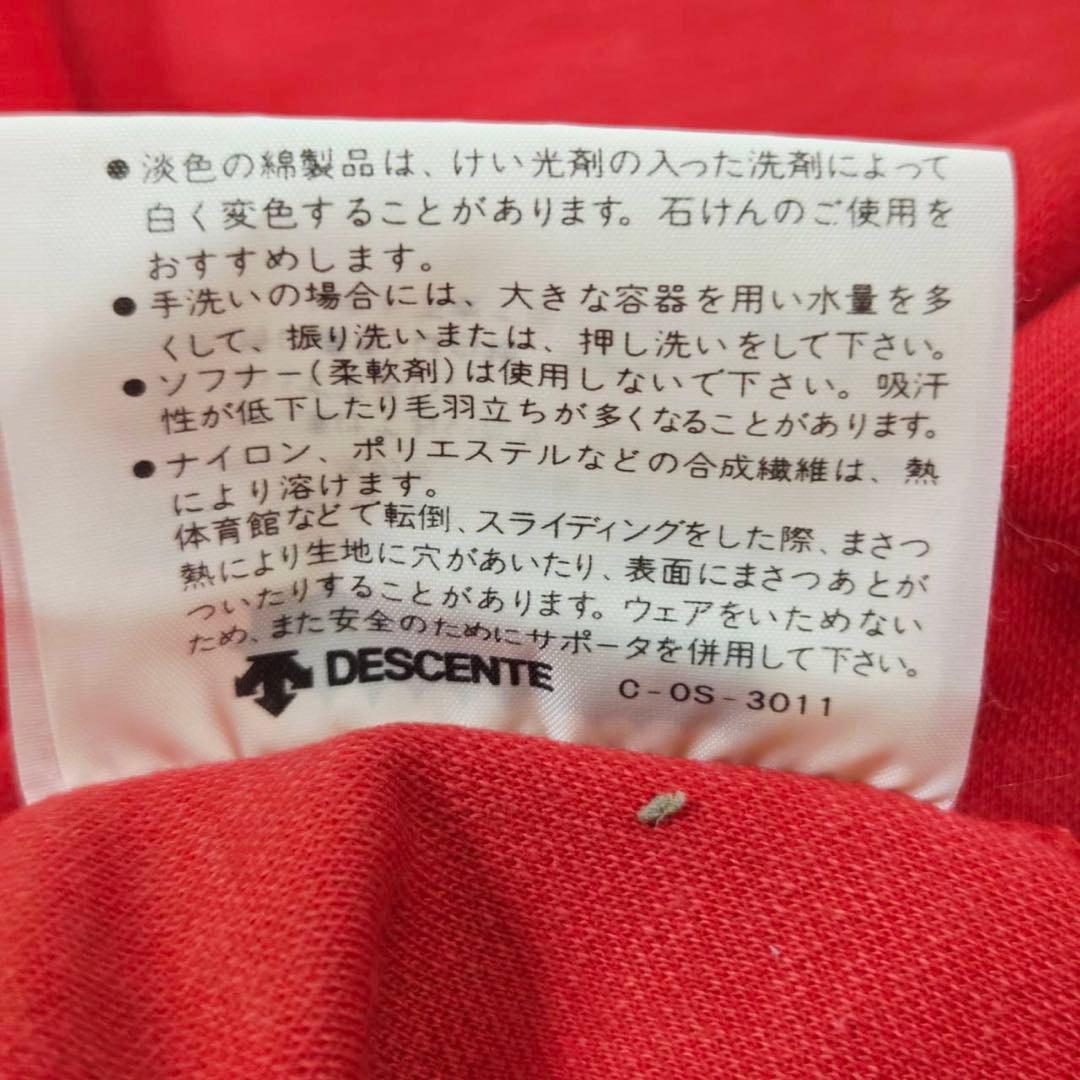 ●淡色の綿製品は、けい光剤の入った洗剤によって
白く変色することがあります。石けんのご使用を
おすすめします。
●手洗いの場合には、大きな容器を用い水量を多
くして、振り洗いまたは、押し洗いをして下さい。
●ソフナー(柔軟剤)は使用しないで下さい。吸汗
性が低下したり毛羽立ちが多くなることがあります。
●ナイロン、ポリエステルなどの合成繊維は、熱
により溶けます。
体育館などで転倒、スライディングをした際、まさつ
熱により生地に穴があいたり、表面にまさつあとが
ついたりすることがあります。ウェアをいためない
ため、また安全のためにサポータを併用して下さい。
DESCENTE C-OS-3011